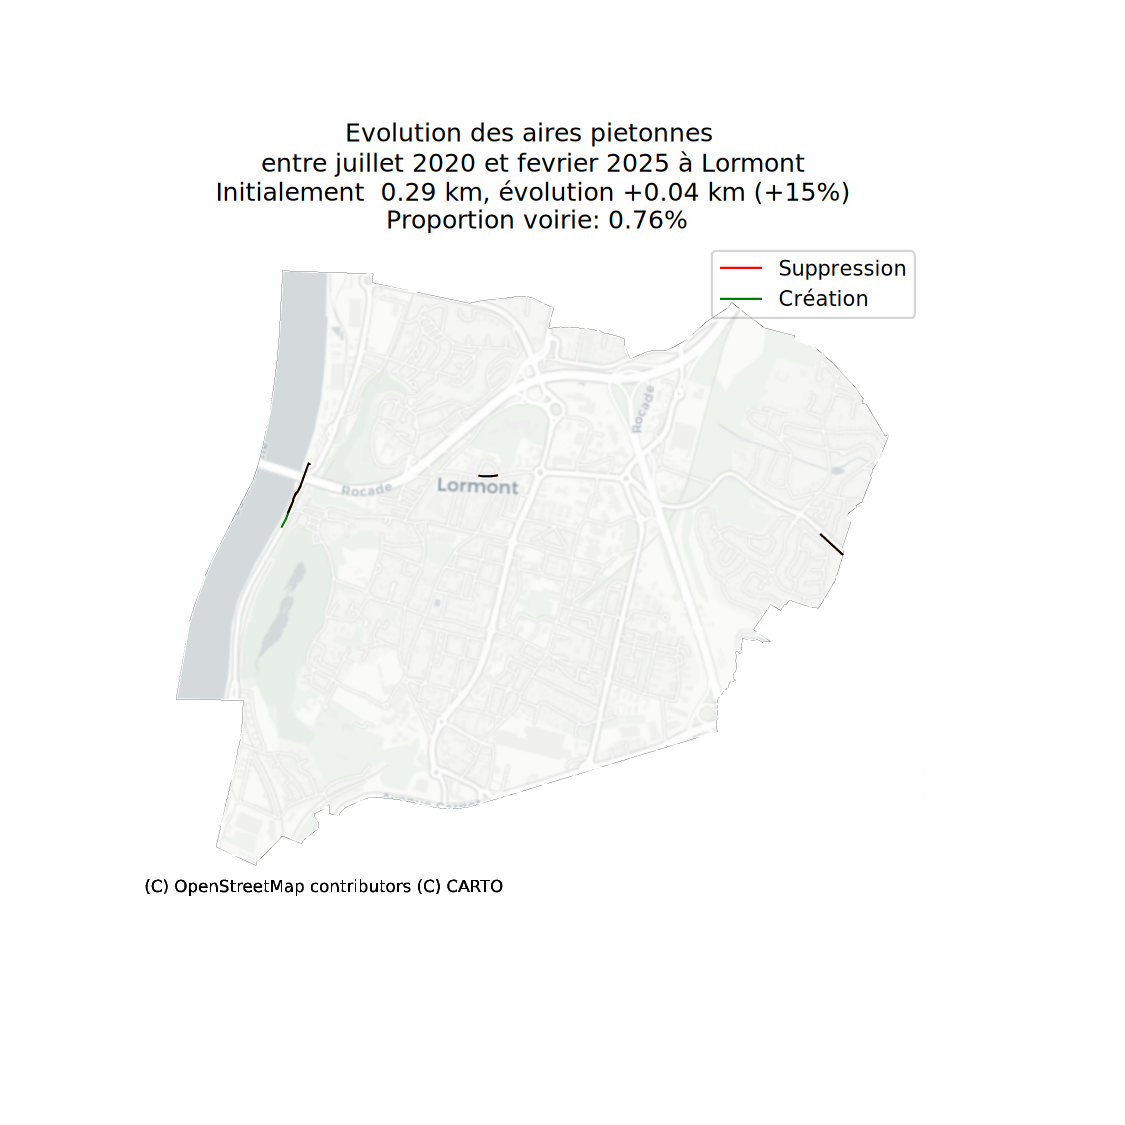 Evolution des aires pietonnes
entre juillet 2020 et fevrier 2025 à Lormont
Initialement  0.29 km, évolution +0.04 km (+15%)
Proportion voirie: 0.76%
Suppression
Création
Rocade
Rocade
Lormont
(C) OpenStreetMap contributors (C) CARTO